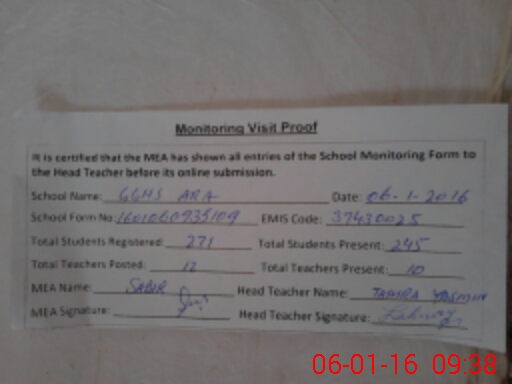 Monitoring Visit Proof
It is certified that the MEA has shown all entries of the School Monitoring Form to
the Head Teacher before its online submission.
School Name: GGHS ARA Date: 06-1-2016
School Form No: 1601060935109 EMIS Code: 37430025
Total Students Registered: 271 Total Students Present: 245
Total Teachers Posted: 12 Total Teachers Present: 10
MEA Name: SABIR Head Teacher Name: TAHIRA YASMIN
MEA Signature: Head Teacher Signature:
06-01-16 09:38